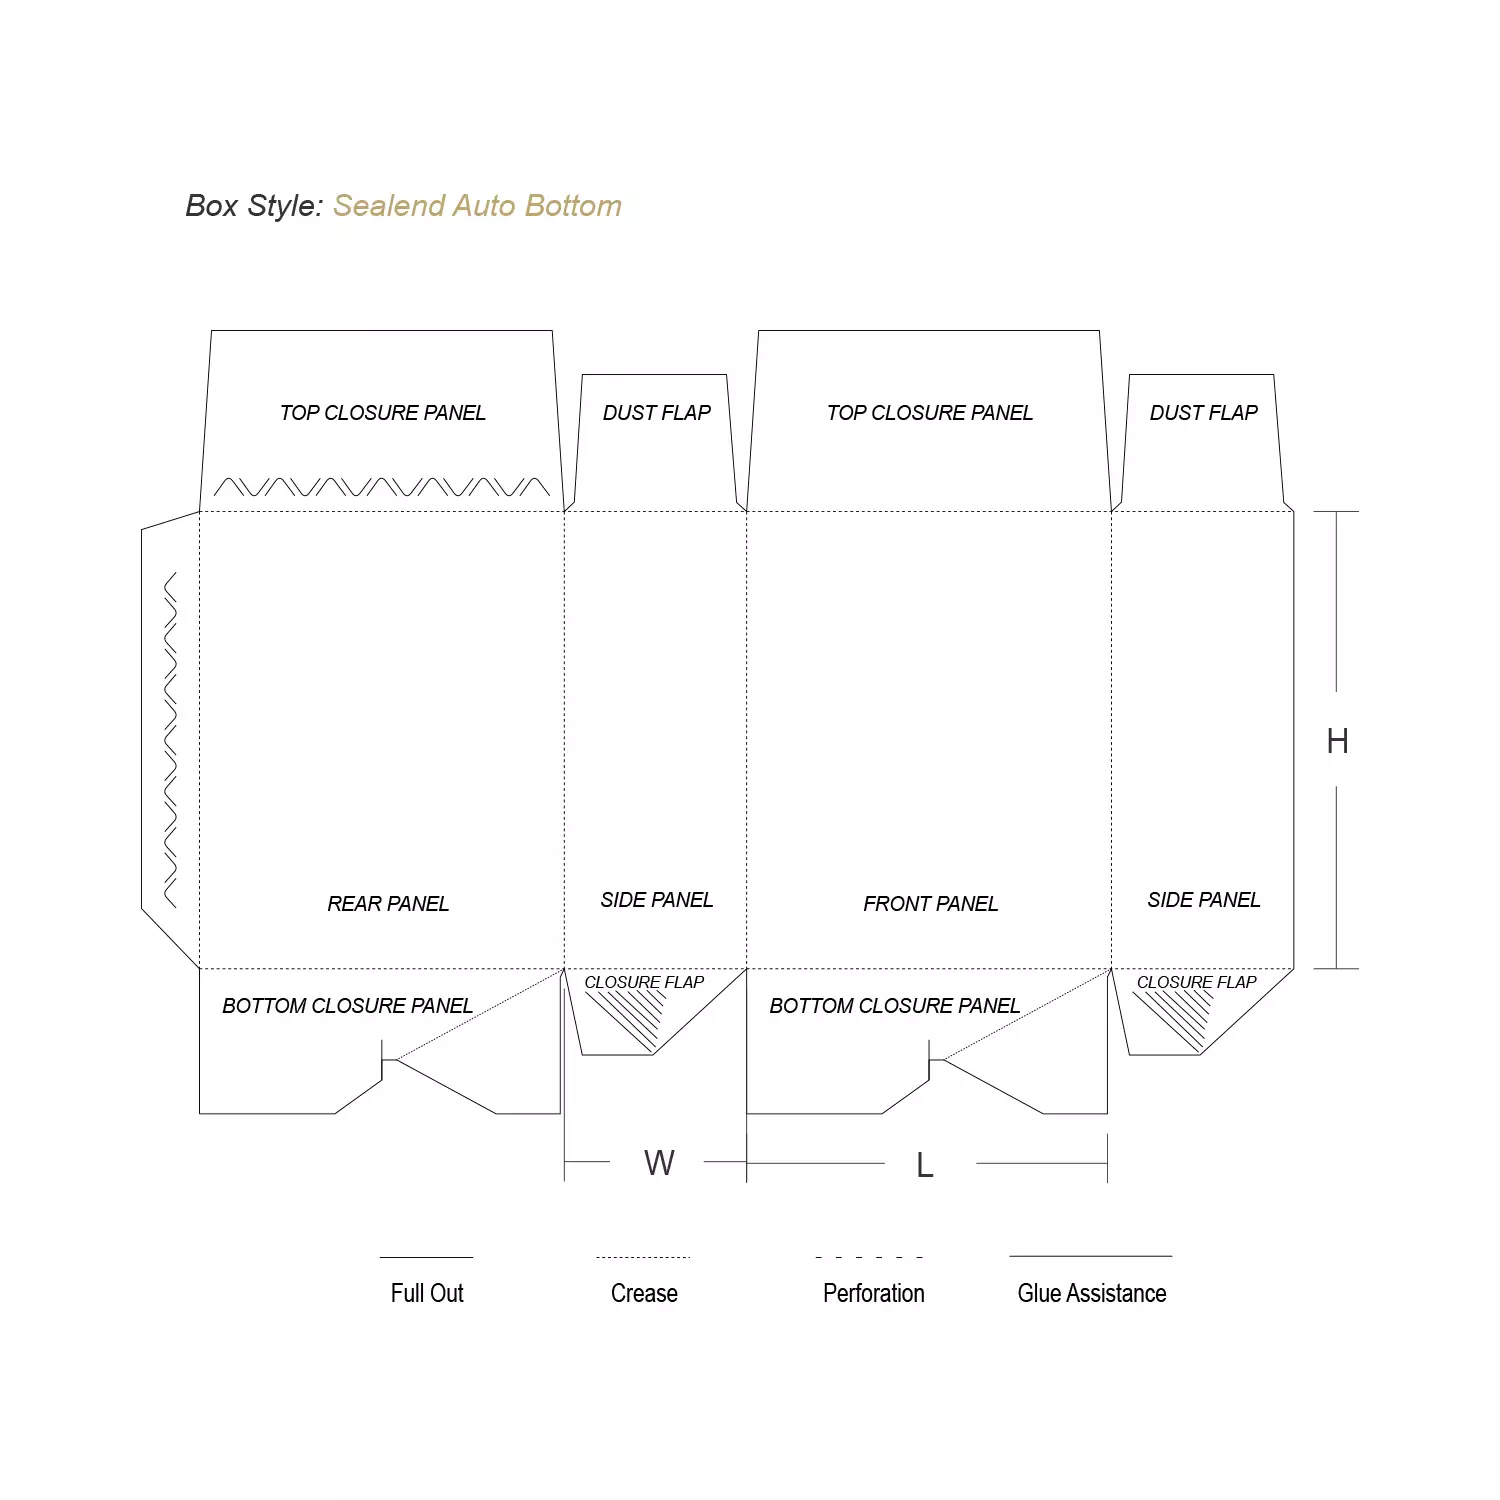 Box Style: Sealend Auto Bottom
TOP CLOSURE PANEL
DUST FLAP
TOP CLOSURE PANEL
DUST FLAP
H
REAR PANEL
SIDE PANEL
FRONT PANEL
SIDE PANEL
BOTTOM CLOSURE PANEL
CLOSURE FLAP
BOTTOM CLOSURE PANEL
CLOSURE FLAP
W
L
Full Out
Crease
Perforation
Glue Assistance